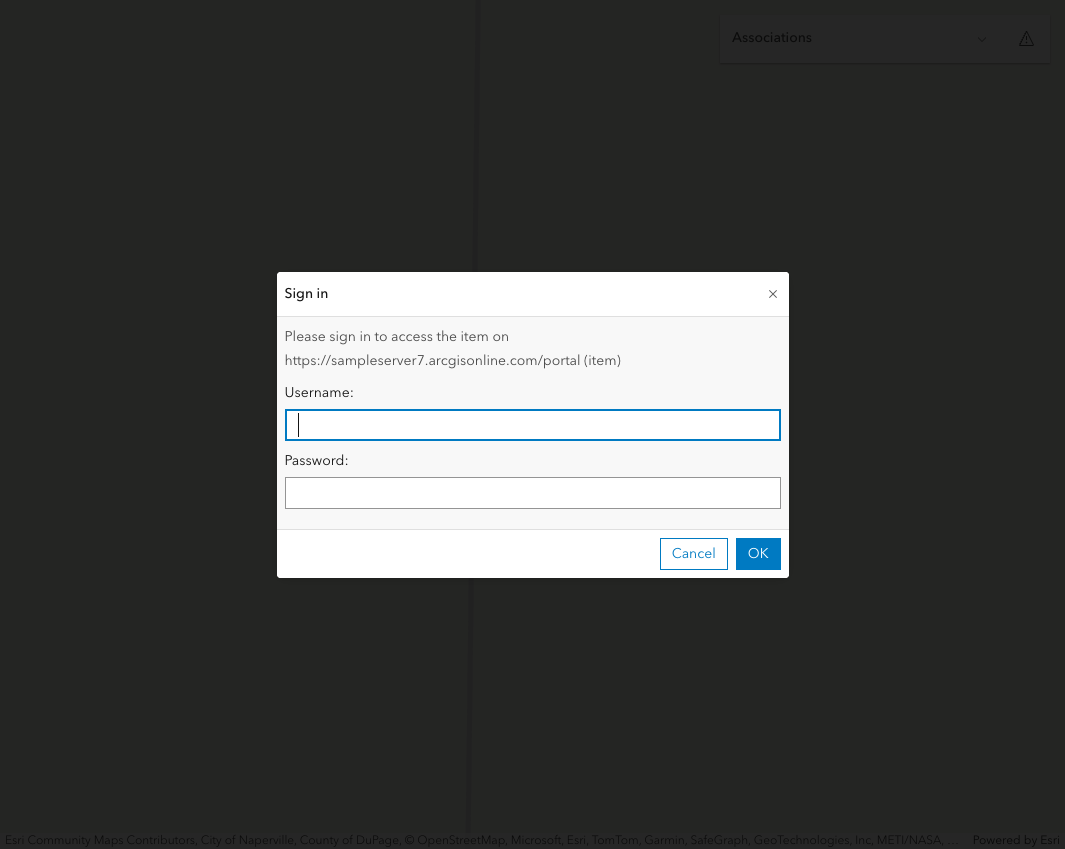 Associations
Sign in
Please sign in to access the item on
https://sampleserver7.arcgisonline.com/portal (item)
Username:
Password:
Cancel
OK
Esri Community Maps Contributors, City of Naperville, County of DuPage, © OpenStreetMap, Microsoft, Esri, TomTom, Garmin, SafeGraph, GeoTechnologies, Inc, METI/NASA, ...
Powered by Esri